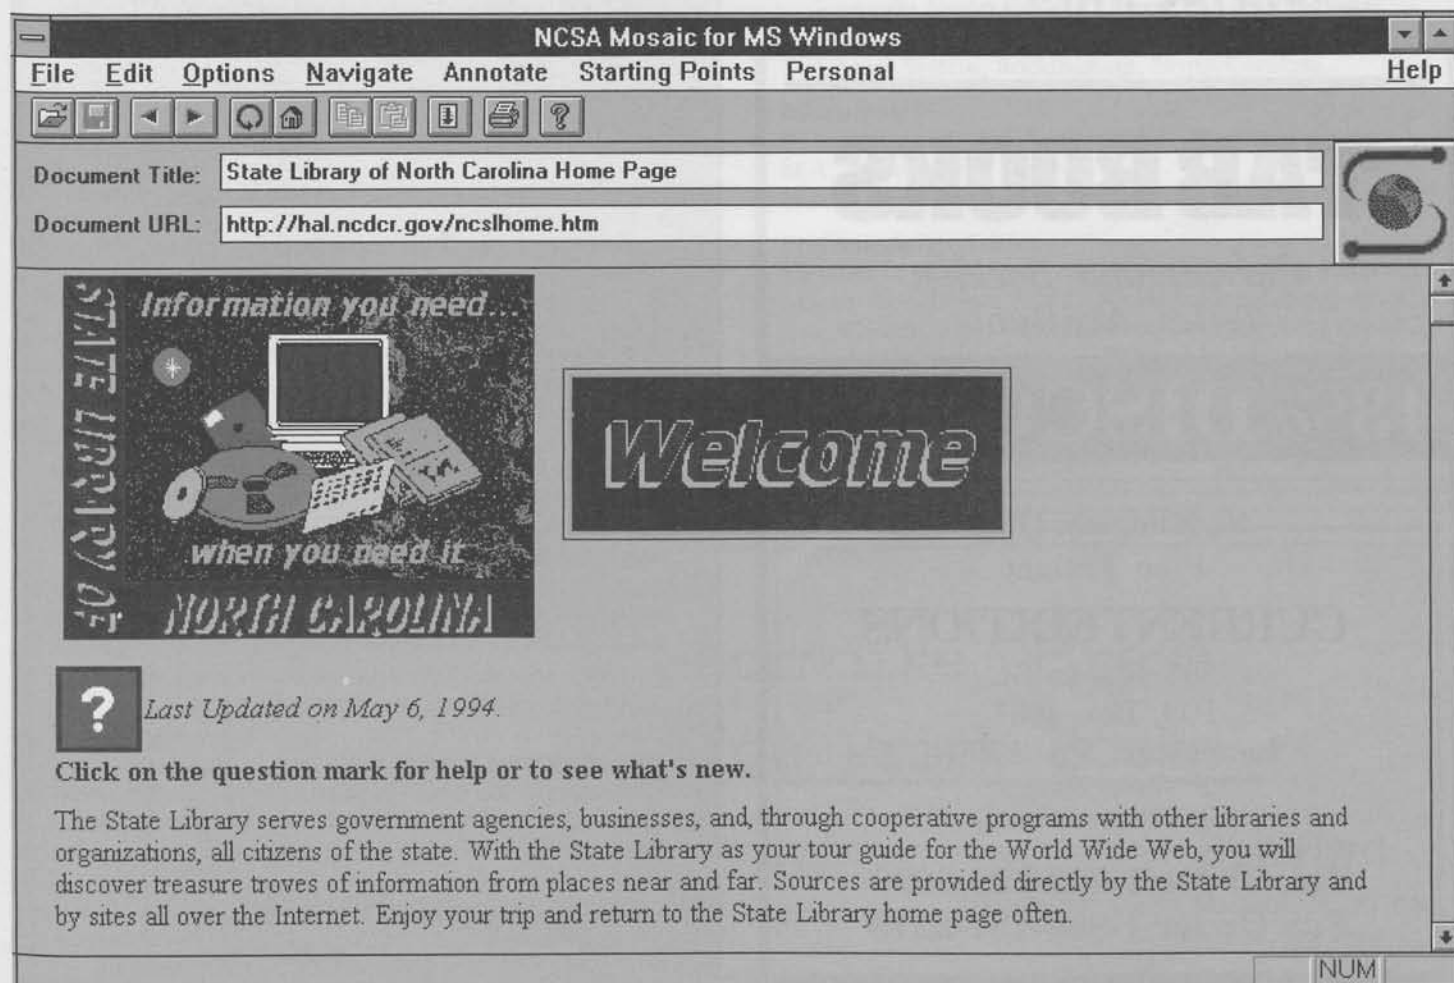 NCSA Mosaic for MS Windows
File Edit Options Navigate Annotate Starting Points Personal Help
Document Title: State Library of North Carolina Home Page
Document URL: http://hal.ncdcr.gov/ncslhome.htm
STATE LIBRARY OF
Information you need...
when you need it
NORTH CAROLINA
Welcome
? Last Updated on May 6, 1994.
Click on the question mark for help or to see what's new.
The State Library serves government agencies, businesses, and, through cooperative programs with other libraries and
organizations, all citizens of the state. With the State Library as your tour guide for the World Wide Web, you will
discover treasure troves of information from places near and far. Sources are provided directly by the State Library and
by sites all over the Internet. Enjoy your trip and return to the State Library home page often.
NUM